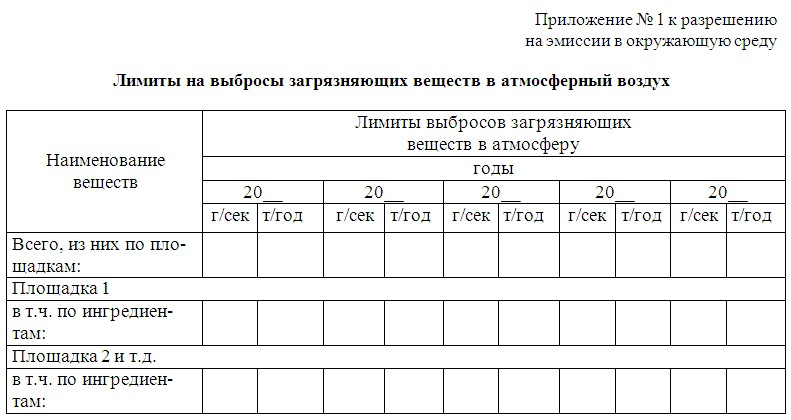 Приложение № 1 к разрешению
на эмиссии в окружающую среду
Лимиты на выбросы загрязняющих веществ в атмосферный воздух
Наименование
веществ
Лимиты выбросов загрязняющих
веществ в атмосферу
годы
20__ 20__ 20__ 20__ 20__
г/сек т/год г/сек т/год г/сек т/год г/сек т/год г/сек т/год
Всего, из них по пло-
щадкам:
Площадка 1
в т.ч. по ингредиен-
там:
Площадка 2 и т.д.
в т.ч. по ингредиен-
там: